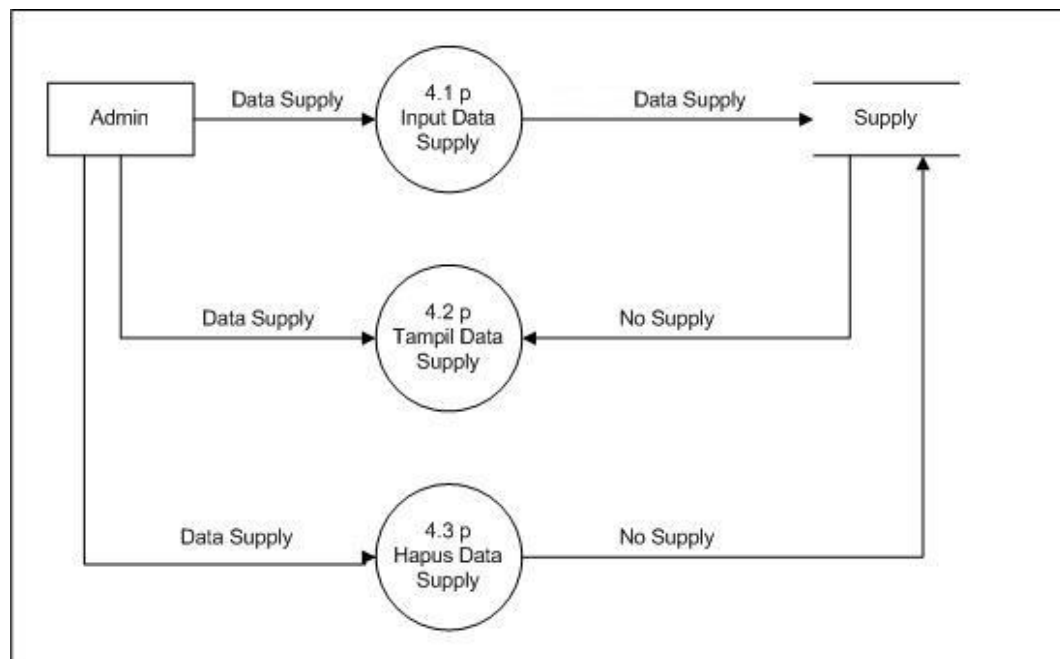 Admin
Data Supply
4.1 p
Input Data
Supply
Data Supply
Supply
Data Supply
4.2 p
Tampil Data
Supply
No Supply
Data Supply
4.3 p
Hapus Data
Supply
No Supply